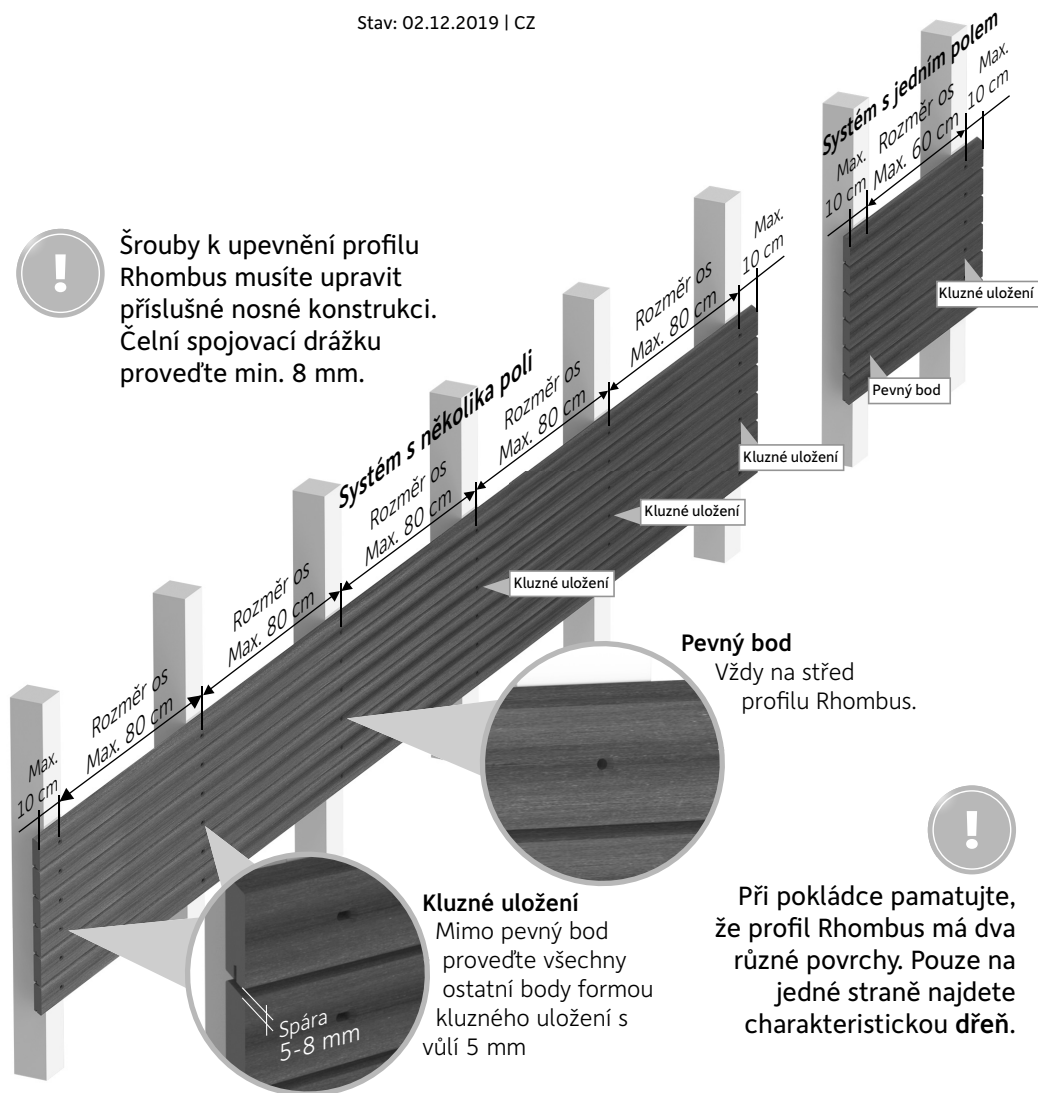 Stav: 02.12.2019 | CZ
Systém s jedním polem
Max.
10 cm
Rozměr os
Max. 60 cm
Max.
10 cm
Kluzné uložení
Pevný bod
!
Šrouby k upevnění profilu
Rhombus musíte upravit
příslušné nosné konstrukci.
Čelní spojovací drážku
proveďte min. 8 mm.
Systém s několika poli
Max.
10 cm
Rozměr os
Max. 80 cm
Rozměr os
Max. 80 cm
Rozměr os
Max. 80 cm
Rozměr os
Max. 80 cm
Rozměr os
Max. 80 cm
Max.
10 cm
Kluzné uložení
Kluzné uložení
Kluzné uložení
Pevný bod
Vždy na střed
profilu Rhombus.
Kluzné uložení
Mimo pevný bod
proveďte všechny
ostatní body formou
kluzného uložení s
vůlí 5 mm
Spára
5-8 mm
!
Při pokládce pamatujte,
že profil Rhombus má dva
různé povrchy. Pouze na
jedné straně najdete
charakteristickou dřeň.